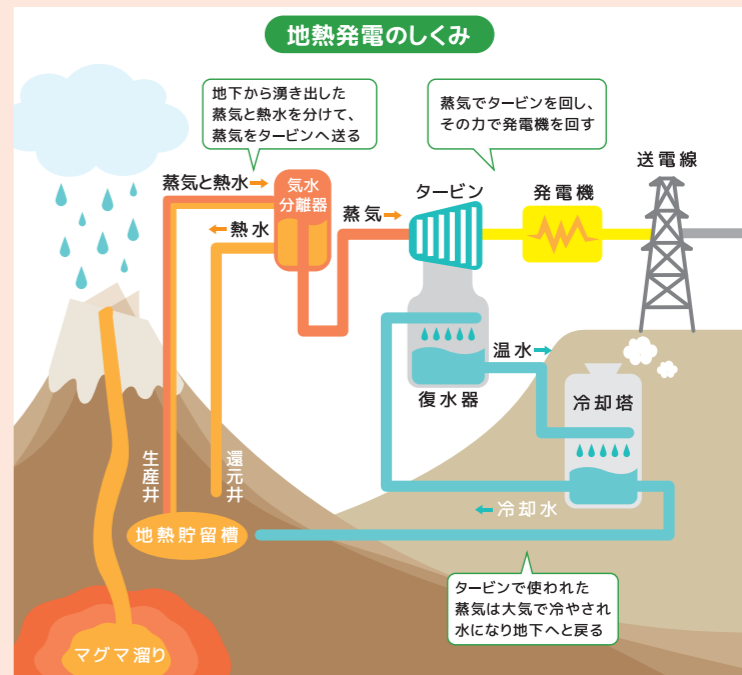 地熱発電のしくみ
地下から湧き出した
蒸気と熱水を分けて、
蒸気をタービンへ送る
蒸気でタービンを回し、
その力で発電機を回す
送電線
蒸気と熱水→
気水
分離器
タービン
発電機
蒸気→
←熱水
温水→
復水器
冷却塔
生産井
還元井
←冷却水
地熱貯留槽
タービンで使われた
蒸気は大気で冷やされ
水になり地下へと戻る
マグマ溜り